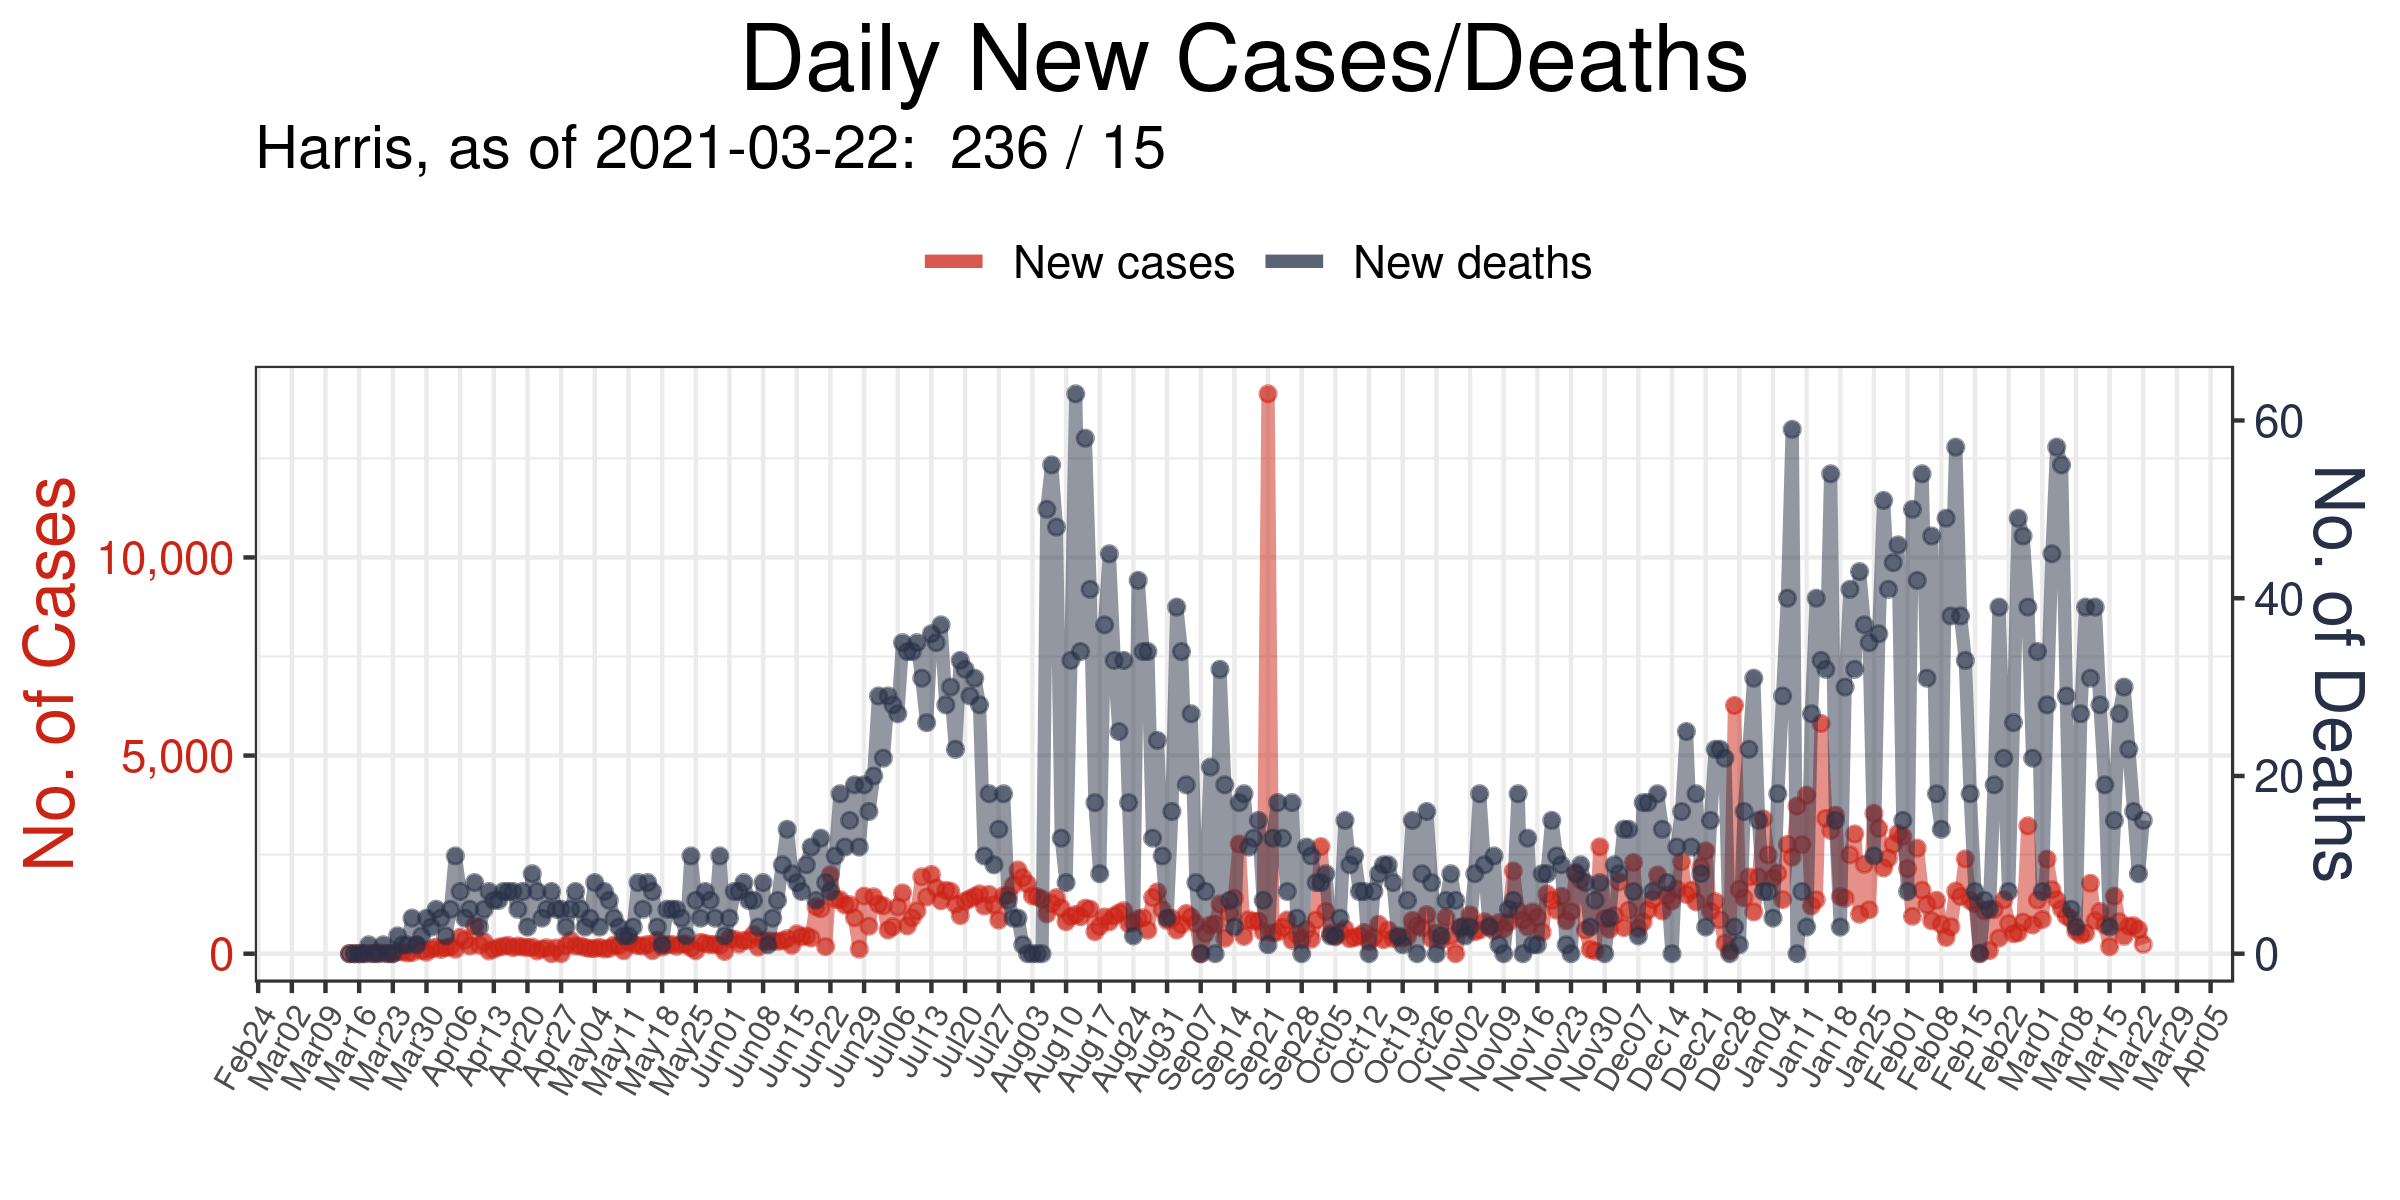 Daily New Cases/Deaths
Harris, as of 2021-03-22:  236 / 15
New cases
New deaths
No. of Cases
10,000
5,000
0
60
40
20
0
No. of Deaths
Feb24
Mar02
Mar09
Mar16
Mar23
Mar30
Apr06
Apr13
Apr20
Apr27
May04
May11
May18
May25
Jun01
Jun08
Jun15
Jun22
Jun29
Jul06
Jul13
Jul20
Jul27
Aug03
Aug10
Aug17
Aug24
Aug31
Sep07
Sep14
Sep21
Sep28
Oct05
Oct12
Oct19
Oct26
Nov02
Nov09
Nov16
Nov23
Nov30
Dec07
Dec14
Dec21
Dec28
Jan04
Jan11
Jan18
Jan25
Feb01
Feb08
Feb15
Feb22
Mar01
Mar08
Mar15
Mar22
Mar29
Apr05